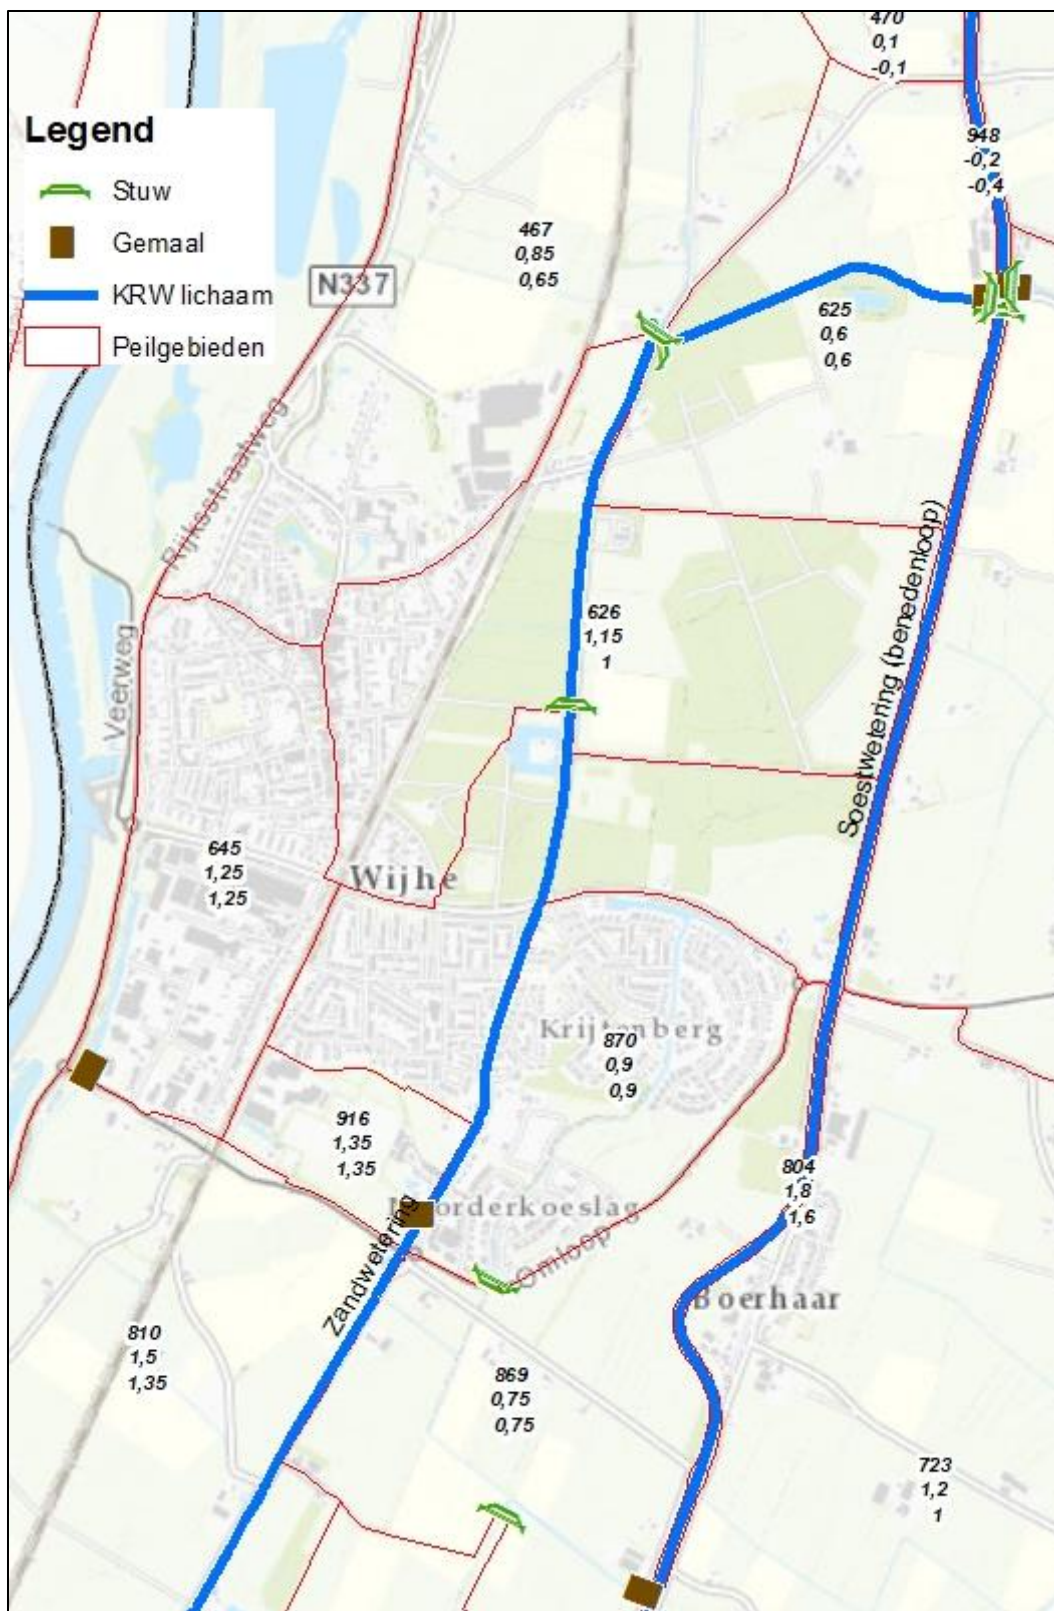 470
0,1
-0,1
Legend
Stuw
Gemaal
KRW lichaam
Peilgebieden
948
-0,2
-0,4
467
0,85
0,65
N337
625
0,6
0,6
Rijksstraatweg
Soestwetering (benedenloop)
626
1,15
1
Veerweg
645
1,25
1,25
Wijhe
Krijtenberg
870
0,9
0,9
916
1,35
1,35
804
1,8
1,6
Noorderkoeslag
Zandwetering
Omloop
Boerhaar
810
1,5
1,35
869
0,75
0,75
723
1,2
1